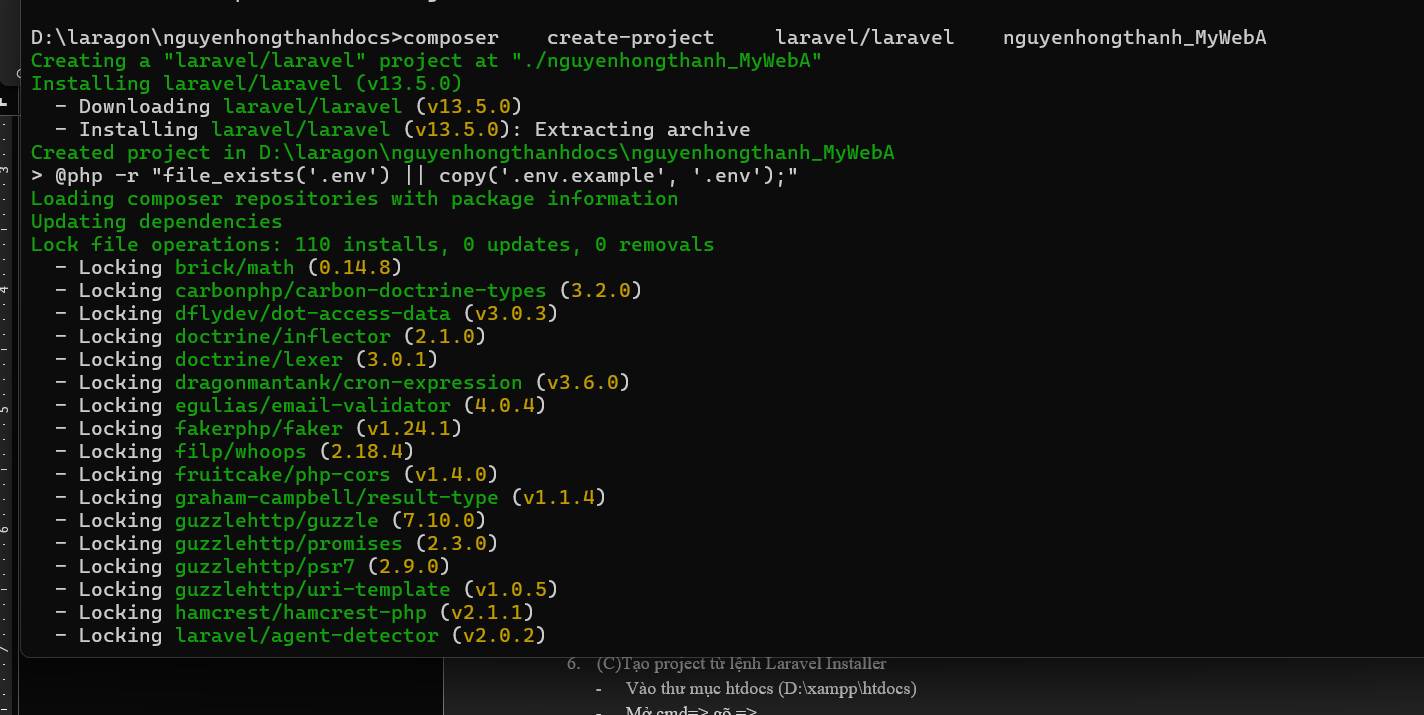 D:\laragon\nguyenhongthanhdocs>composer    create-project     laravel/laravel    nguyenhongthanh_MyWebA
Creating a "laravel/laravel" project at "./nguyenhongthanh_MyWebA"
Installing laravel/laravel (v13.5.0)
  - Downloading laravel/laravel (v13.5.0)
  - Installing laravel/laravel (v13.5.0): Extracting archive
Created project in D:\laragon\nguyenhongthanhdocs\nguyenhongthanh_MyWebA
> @php -r "file_exists('.env') || copy('.env.example', '.env');"
Loading composer repositories with package information
Updating dependencies
Lock file operations: 110 installs, 0 updates, 0 removals
  - Locking brick/math (0.14.8)
  - Locking carbonphp/carbon-doctrine-types (3.2.0)
  - Locking dflydev/dot-access-data (v3.0.3)
  - Locking doctrine/inflector (2.1.0)
  - Locking doctrine/lexer (3.0.1)
  - Locking dragonmantank/cron-expression (v3.6.0)
  - Locking egulias/email-validator (4.0.4)
  - Locking fakerphp/faker (v1.24.1)
  - Locking filp/whoops (2.18.4)
  - Locking fruitcake/php-cors (v1.4.0)
  - Locking graham-campbell/result-type (v1.1.4)
  - Locking guzzlehttp/guzzle (7.10.0)
  - Locking guzzlehttp/promises (2.3.0)
  - Locking guzzlehttp/psr7 (2.9.0)
  - Locking guzzlehttp/uri-template (v1.0.5)
  - Locking hamcrest/hamcrest-php (v2.1.1)
  - Locking laravel/agent-detector (v2.0.2)
6. (C)Tạo project từ lệnh Laravel Installer
- Vào thư mục htdocs (D:\xampp\htdocs)
- Mở cmd=> gõ =>
3
4
5
6
7